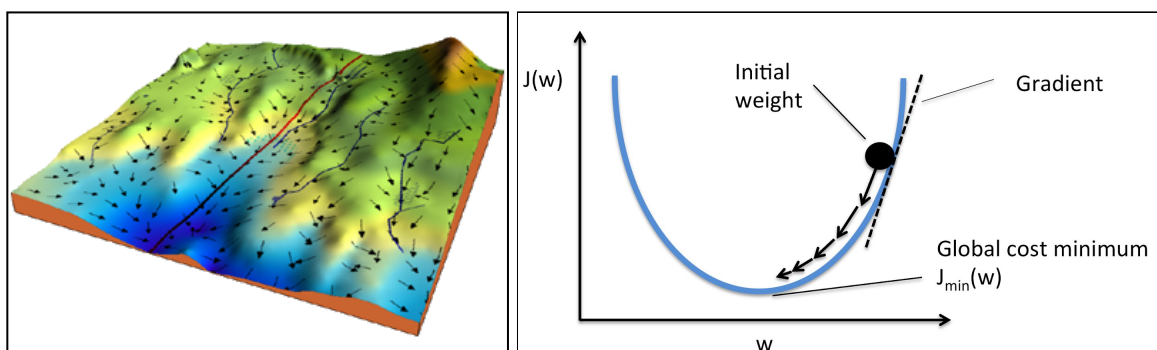 J(w)
Initial
weight
Gradient
Global cost minimum
Jmin(w)
w